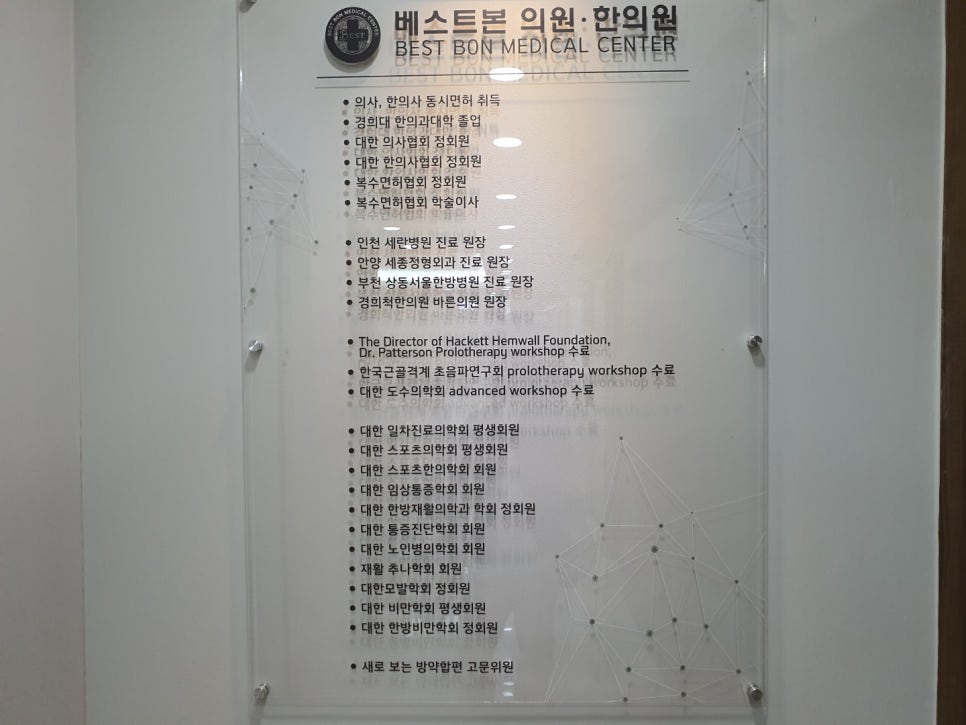 BEST BON MEDICAL CENTER
BEST
베스트본 의원·한의원
BEST BON MEDICAL CENTER
• 의사, 한의사 동시면허 취득
• 경희대 한의과대학 졸업
• 대한 의사협회 정회원
• 대한 한의사협회 정회원
• 복수면허협회 정회원
• 복수면허협회 학술이사
• 인천 세란병원 진료 원장
• 안양 세종정형외과 진료 원장
• 부천 상동서울한방병원 진료 원장
• 경희척한의원 바른의원 원장
• The Director of Hackett Hemwall Foundation,
Dr. Patterson Prolotherapy workshop 수료
• 한국근골격계 초음파연구회 prolotherapy workshop 수료
• 대한 도수의학회 advanced workshop 수료
• 대한 일차진료의학회 평생회원
• 대한 스포츠의학회 평생회원
• 대한 스포츠한의학회 회원
• 대한 임상통증학회 회원
• 대한 한방재활의학과 학회 정회원
• 대한 통증진단학회 회원
• 대한 노인병의학회 회원
• 재활 추나학회 회원
• 대한모발학회 정회원
• 대한 비만학회 평생회원
• 대한 한방비만학회 정회원
• 새로 보는 방약합편 고문위원